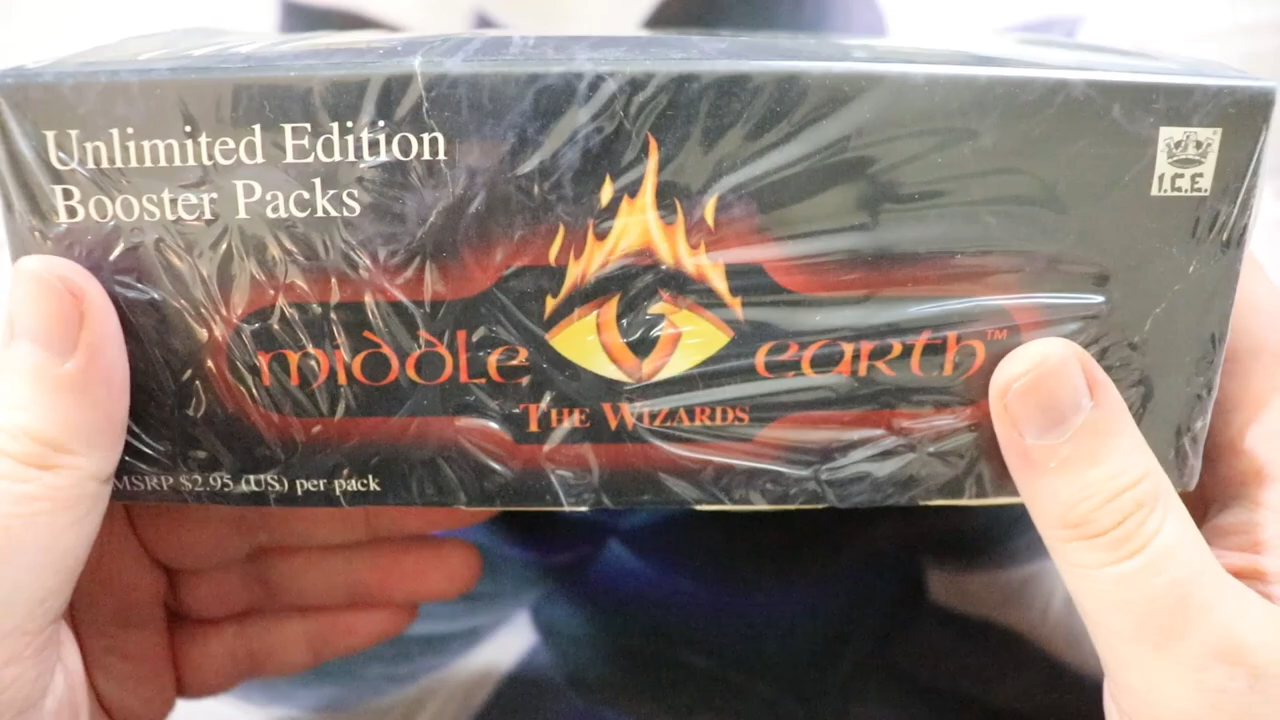 Unlimited Edition
Booster Packs
I.C.E.
middle earth™
THE WIZARDS
MSRP $2.95 (US) per pack